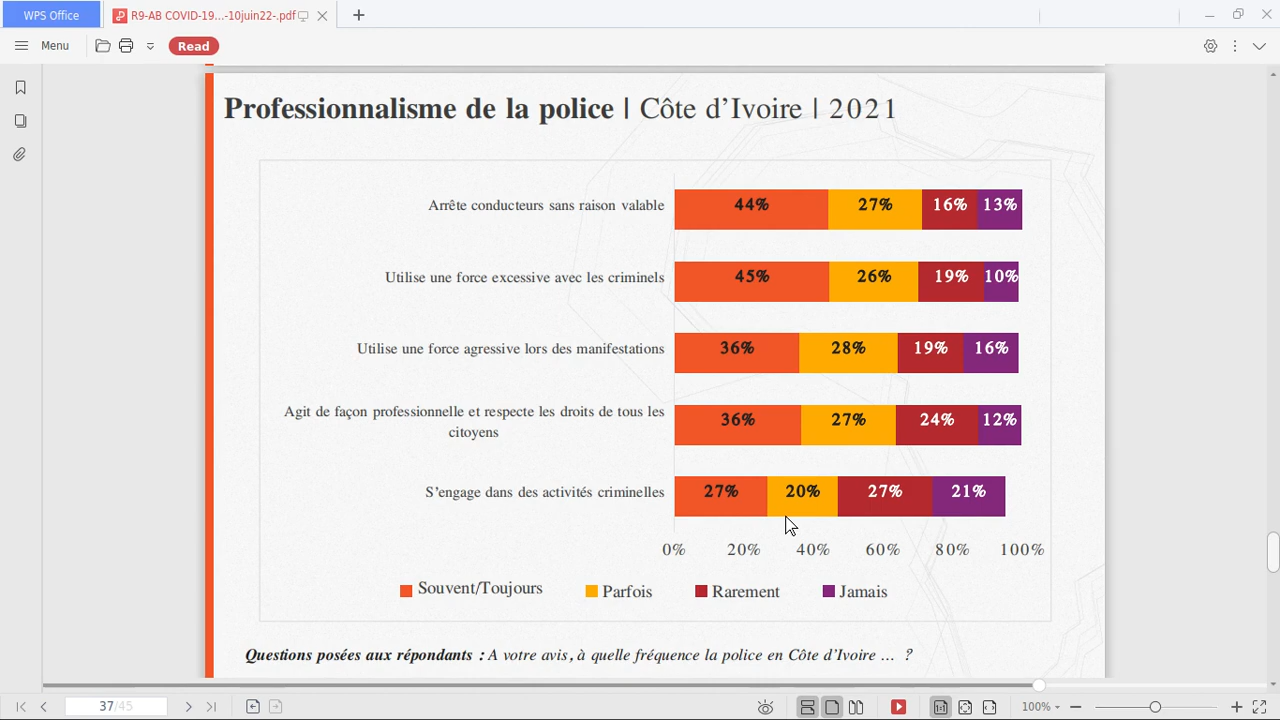 WPS Office
R9-AB COVID-19...-10juin22-.pdf
Menu
Read
Professionnalisme de la police | Côte d'Ivoire | 2021
Arrête conducteurs sans raison valable 44% 27% 16% 13%
Utilise une force excessive avec les criminels 45% 26% 19% 10%
Utilise une force agressive lors des manifestations 36% 28% 19% 16%
Agit de façon professionnelle et respecte les droits de tous les
citoyens
36% 27% 24% 12%
S'engage dans des activités criminelles 27% 20% 27% 21%
0% 20% 40% 60% 80% 100%
Souvent/Toujours Parfois Rarement Jamais
Questions posées aux répondants : A votre avis, à quelle fréquence la police en Côte d'Ivoire ... ?
37/45
100%